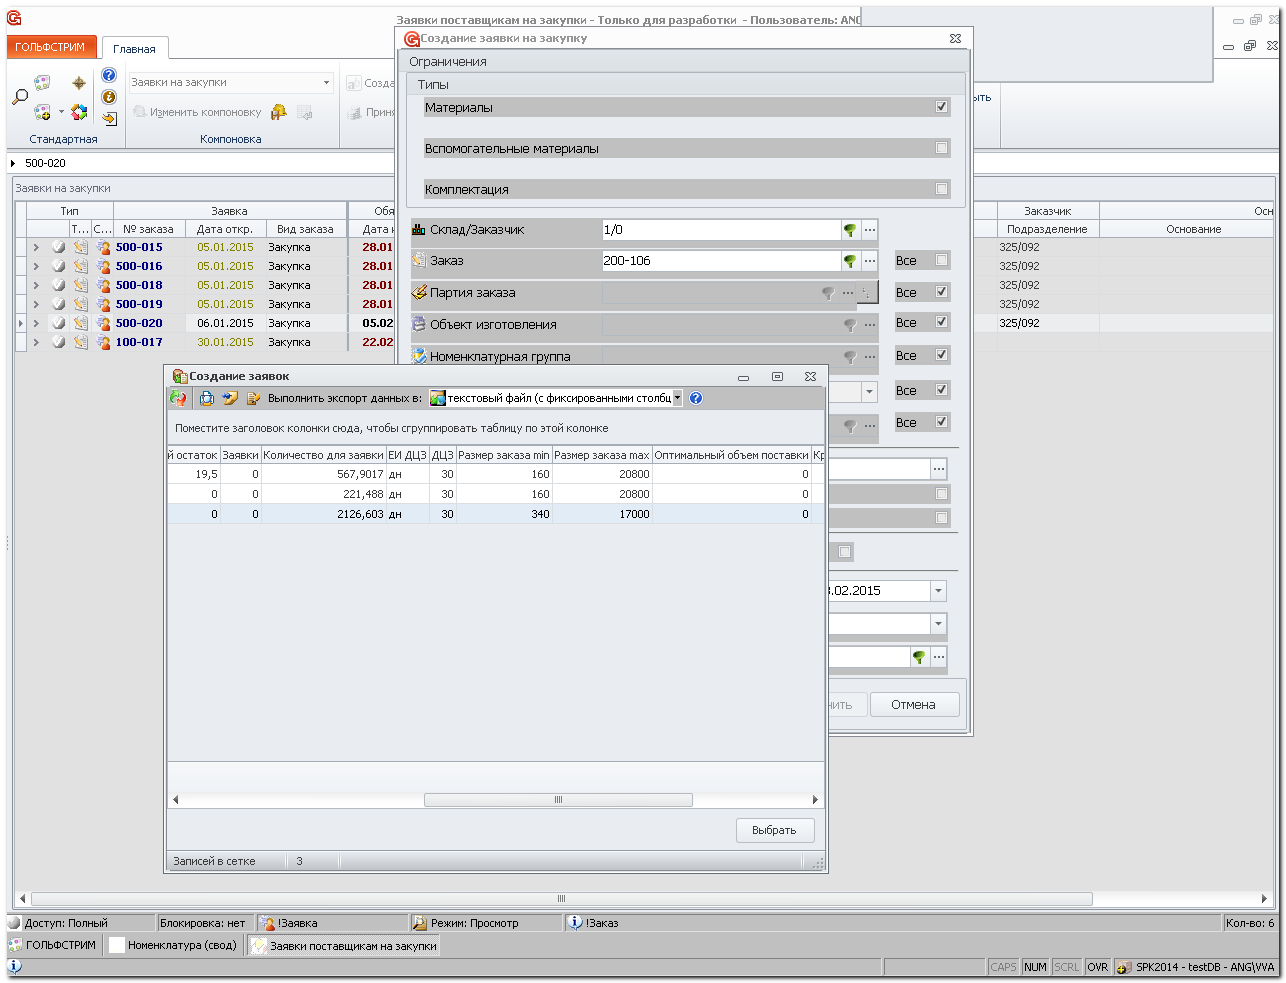 Заявки поставщикам на закупки - Только для разработки - Пользователь: ANG
ГОЛЬФСТРИМ
Главная
Заявки на закупки
Изменить компоновку
Созда
Приня
ыть
Стандартная
Компоновка
500-020
Заявки на закупки
Тип
Заявка
Обя
Заказчик
Осн
Т...
С...
№ заказа
Дата откр.
Вид заказа
Дата н
Подразделение
Основание
500-015 05.01.2015 Закупка 28.01 325/092
500-016 05.01.2015 Закупка 28.01 325/092
500-018 05.01.2015 Закупка 28.01 325/092
500-019 05.01.2015 Закупка 28.01 325/092
500-020 06.01.2015 Закупка 05.02 325/092
100-017 30.01.2015 Закупка 22.02
Создание заявки на закупку
Ограничения
Типы
Материалы
Вспомогательные материалы
Комплектация
Склад/Заказчик 1/0
Заказ 200-106 Все
Партия заказа Все
Объект изготовления Все
Номенклатурная группа Все
Все
Все
.02.2015
нить
Отмена
Создание заявок
Выполнить экспорт данных в: текстовый файл (с фиксированными столбц
Поместите заголовок колонки сюда, чтобы сгруппировать таблицу по этой колонке
й остаток Заявки Количество для заявки ЕИ ДЦЗ ДЦЗ Размер заказа min Размер заказа max Оптимальный объем поставки Кр
19,5 0 567,9017 дн 30 160 20800 0
0 0 221,488 дн 30 160 20800 0
0 0 2126,603 дн 30 340 17000 0
Выбрать
Записей в сетке 3
Доступ: Полный
Блокировка: нет
!Заявка
Режим: Просмотр
!Заказ
Кол-во: 6
ГОЛЬФСТРИМ
Номенклатура (свод)
Заявки поставщикам на закупки
CAPS NUM SCRL OVR SPK2014 - testDB - ANG\VVA